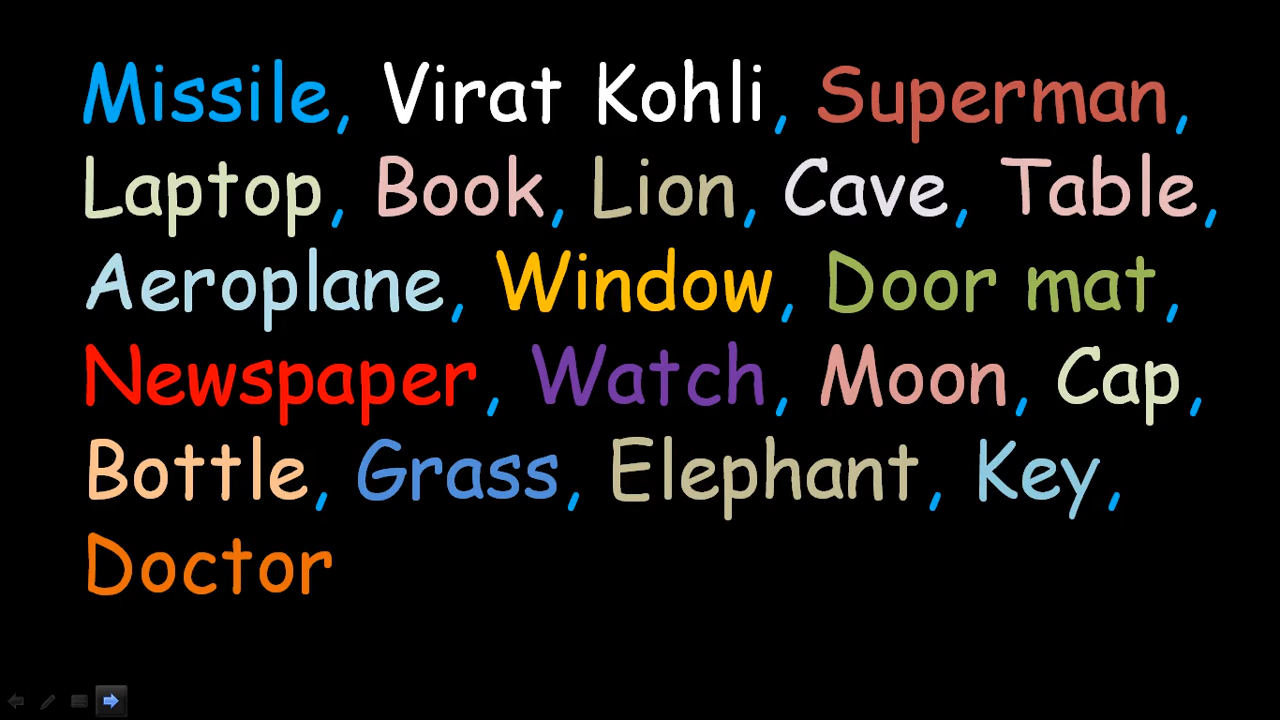 Missile, Virat Kohli, Superman,
Laptop, Book, Lion, Cave, Table,
Aeroplane, Window, Door mat,
Newspaper, Watch, Moon, Cap,
Bottle, Grass, Elephant, Key,
Doctor